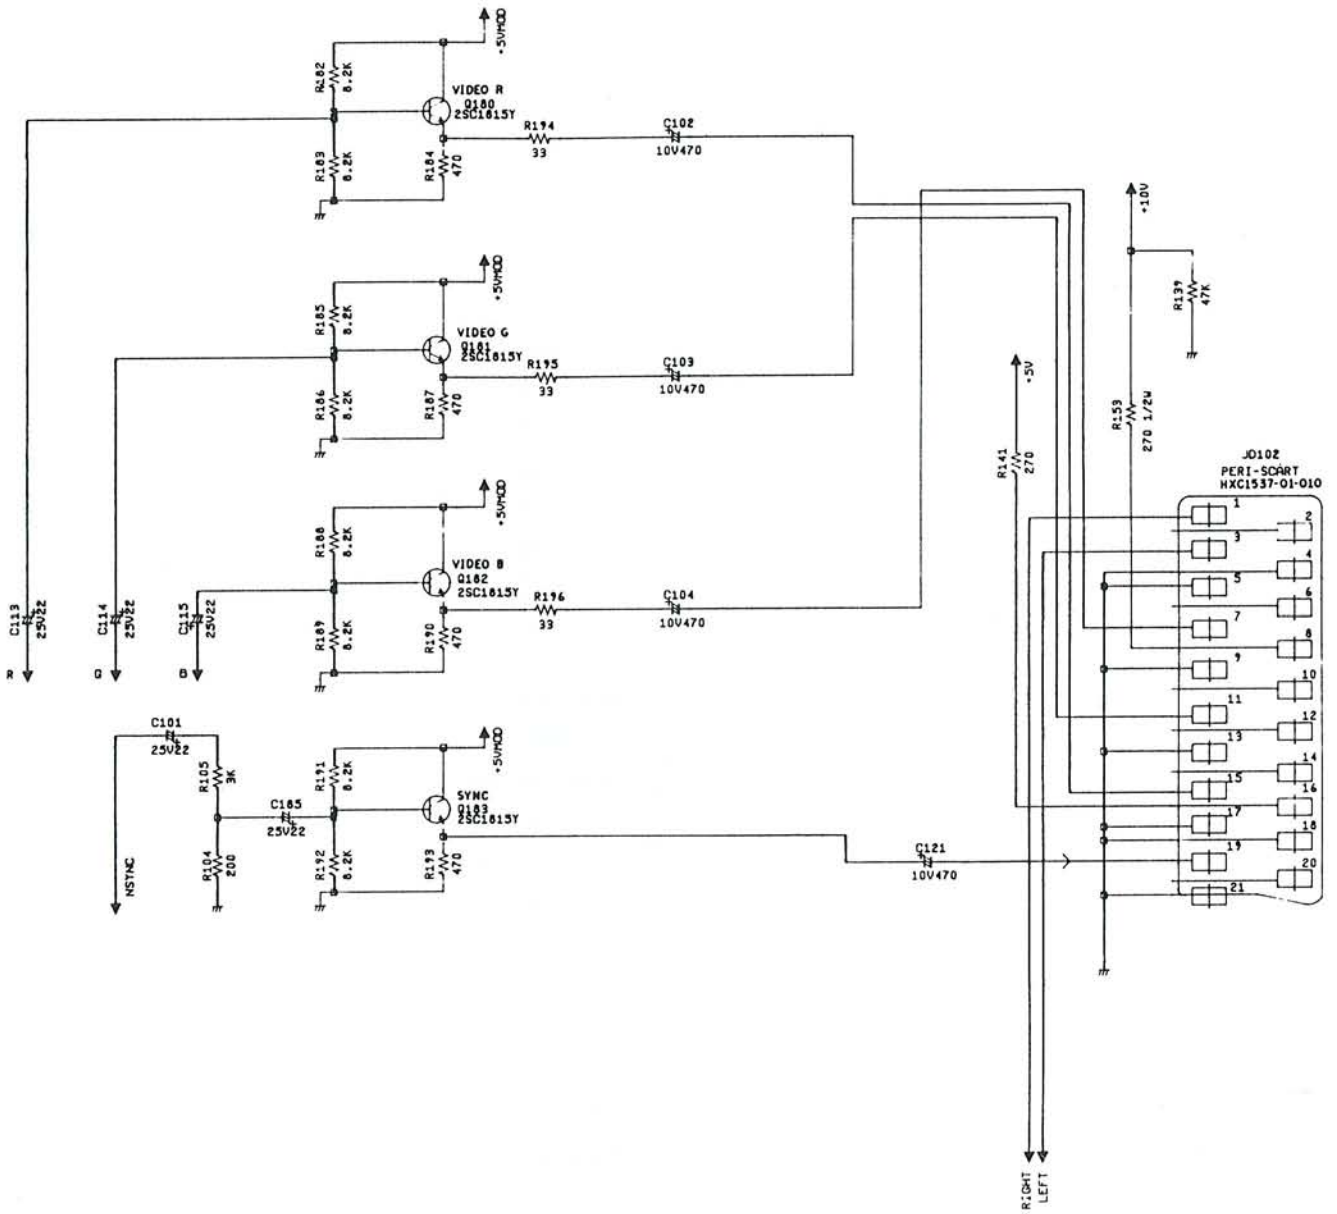 +5VMOD
R182
8.2K
VIDEO R
Q180
2SC1815Y
R183
8.2K
R184
470
R194
33
C102
10V470
+10V
R139
47K
+5VMOD
R185
8.2K
VIDEO G
Q181
2SC1815Y
R186
8.2K
R187
470
R195
33
C103
10V470
+5V
R141
270
R153
270 1/2W
JD102
PERI-SCART
HXC1537-01-010
+5VMOD
R188
8.2K
VIDEO B
Q182
2SC1815Y
R189
8.2K
R190
470
R196
33
C104
10V470
C113
25V22
C114
25V22
C115
25V22
R
G
B
1
2
3
4
5
6
7
8
9
10
11
12
13
14
15
16
17
18
19
20
21
C101
25V22
R105
3K
C185
25V22
R104
200
NSYNC
+5VMOD
R191
8.2K
SYNC
Q183
2SC1815Y
R192
8.2K
R193
470
C121
10V470
RIGHT
LEFT